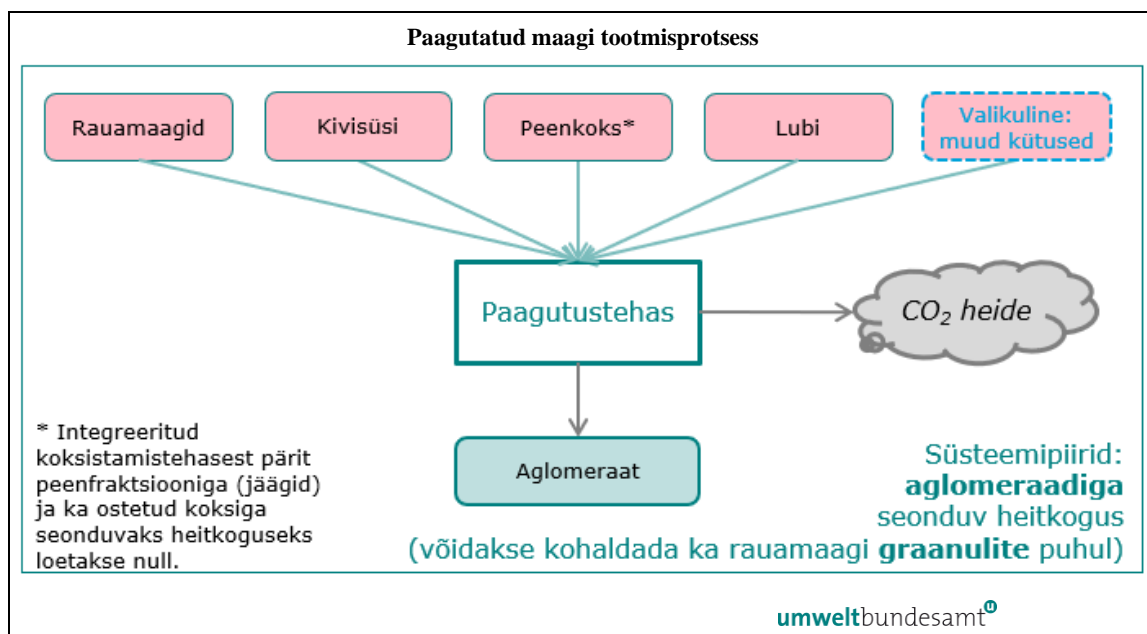 Paagutatud maagi tootmisprotsess
Rauamaagid
Kivisüsi
Peenkoks*
Lubi
Valikuline:
muud kütused
Paagutustehas
CO₂ heide
Aglomeraat
* Integreeritud
koksistamistehasest pärit
peenfraktsiooniga (jäägid)
ja ka ostetud koksiga
seonduvaks heitkoguseks
loetakse null.
Süsteemipiirid:
aglomeraadiga
seonduv heitkogus
(võidakse kohaldada ka rauamaagi graanulite puhul)
umweltbundesamt